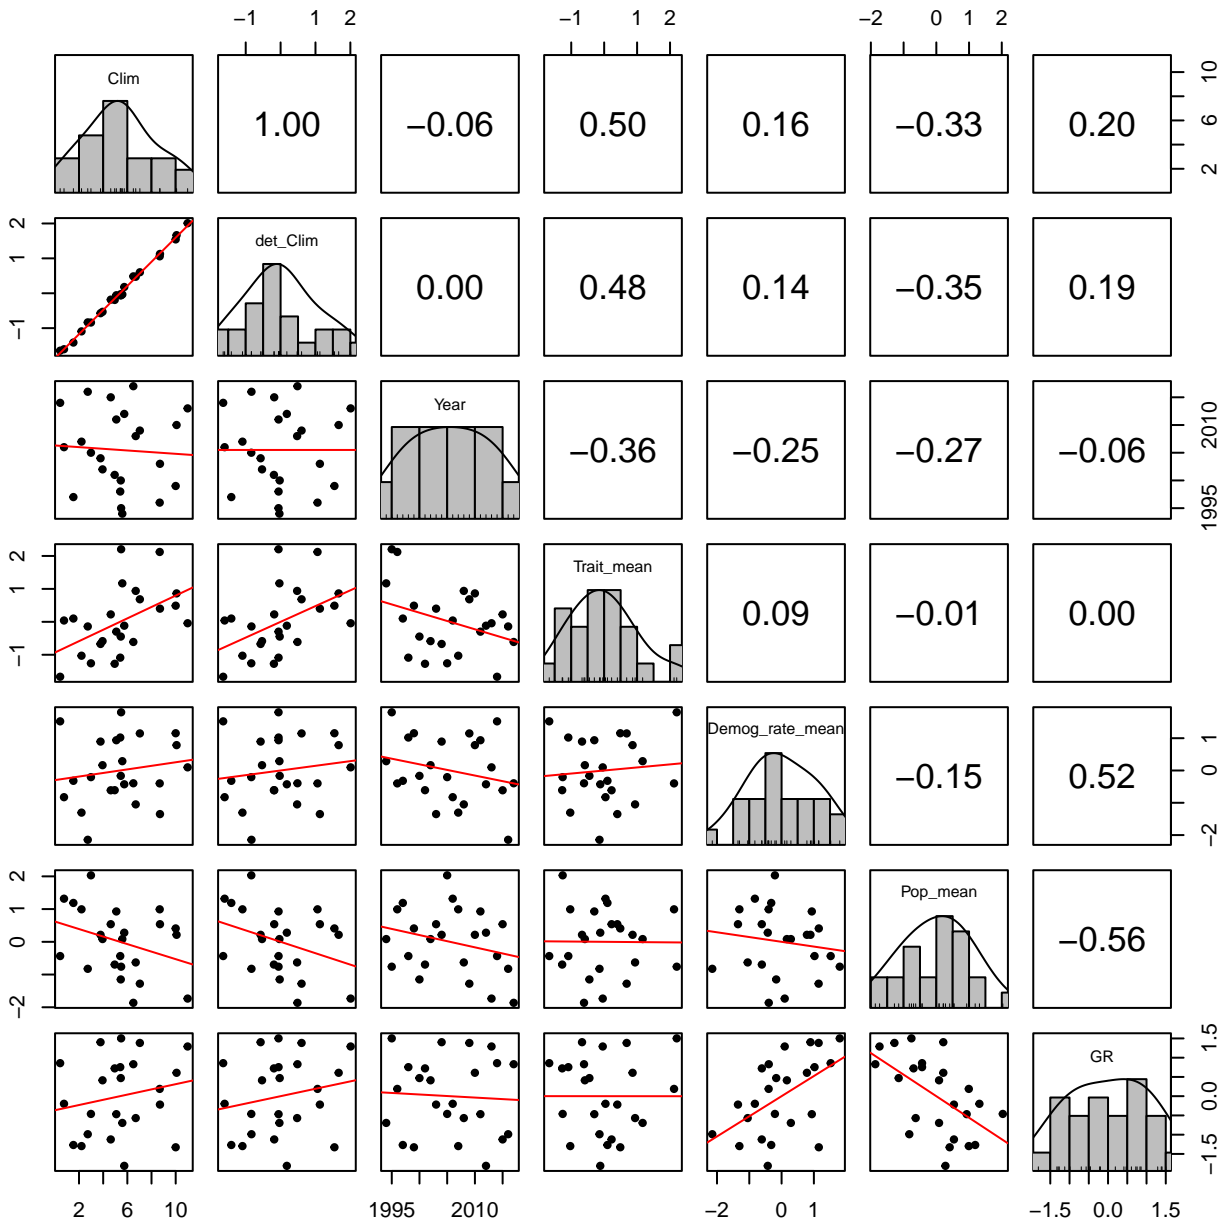 −1 1 2 −1 1 2 −2 0 2
Clim 1.00 −0.06 0.50 0.16 −0.33 0.20 2 6 10
−1 1 2 det_Clim 0.00 0.48 0.14 −0.35 0.19
Year −0.36 −0.25 −0.27 −0.06 1995 2010
−1 1 2 Trait_mean 0.09 −0.01 0.00
Demog_rate_mean −0.15 0.52 −2 0 1
−2 0 1 2 Pop_mean −0.56
GR −1.5 0.0 1.5
2 6 10 1995 2010 −2 0 1 −1.5 0.0 1.5